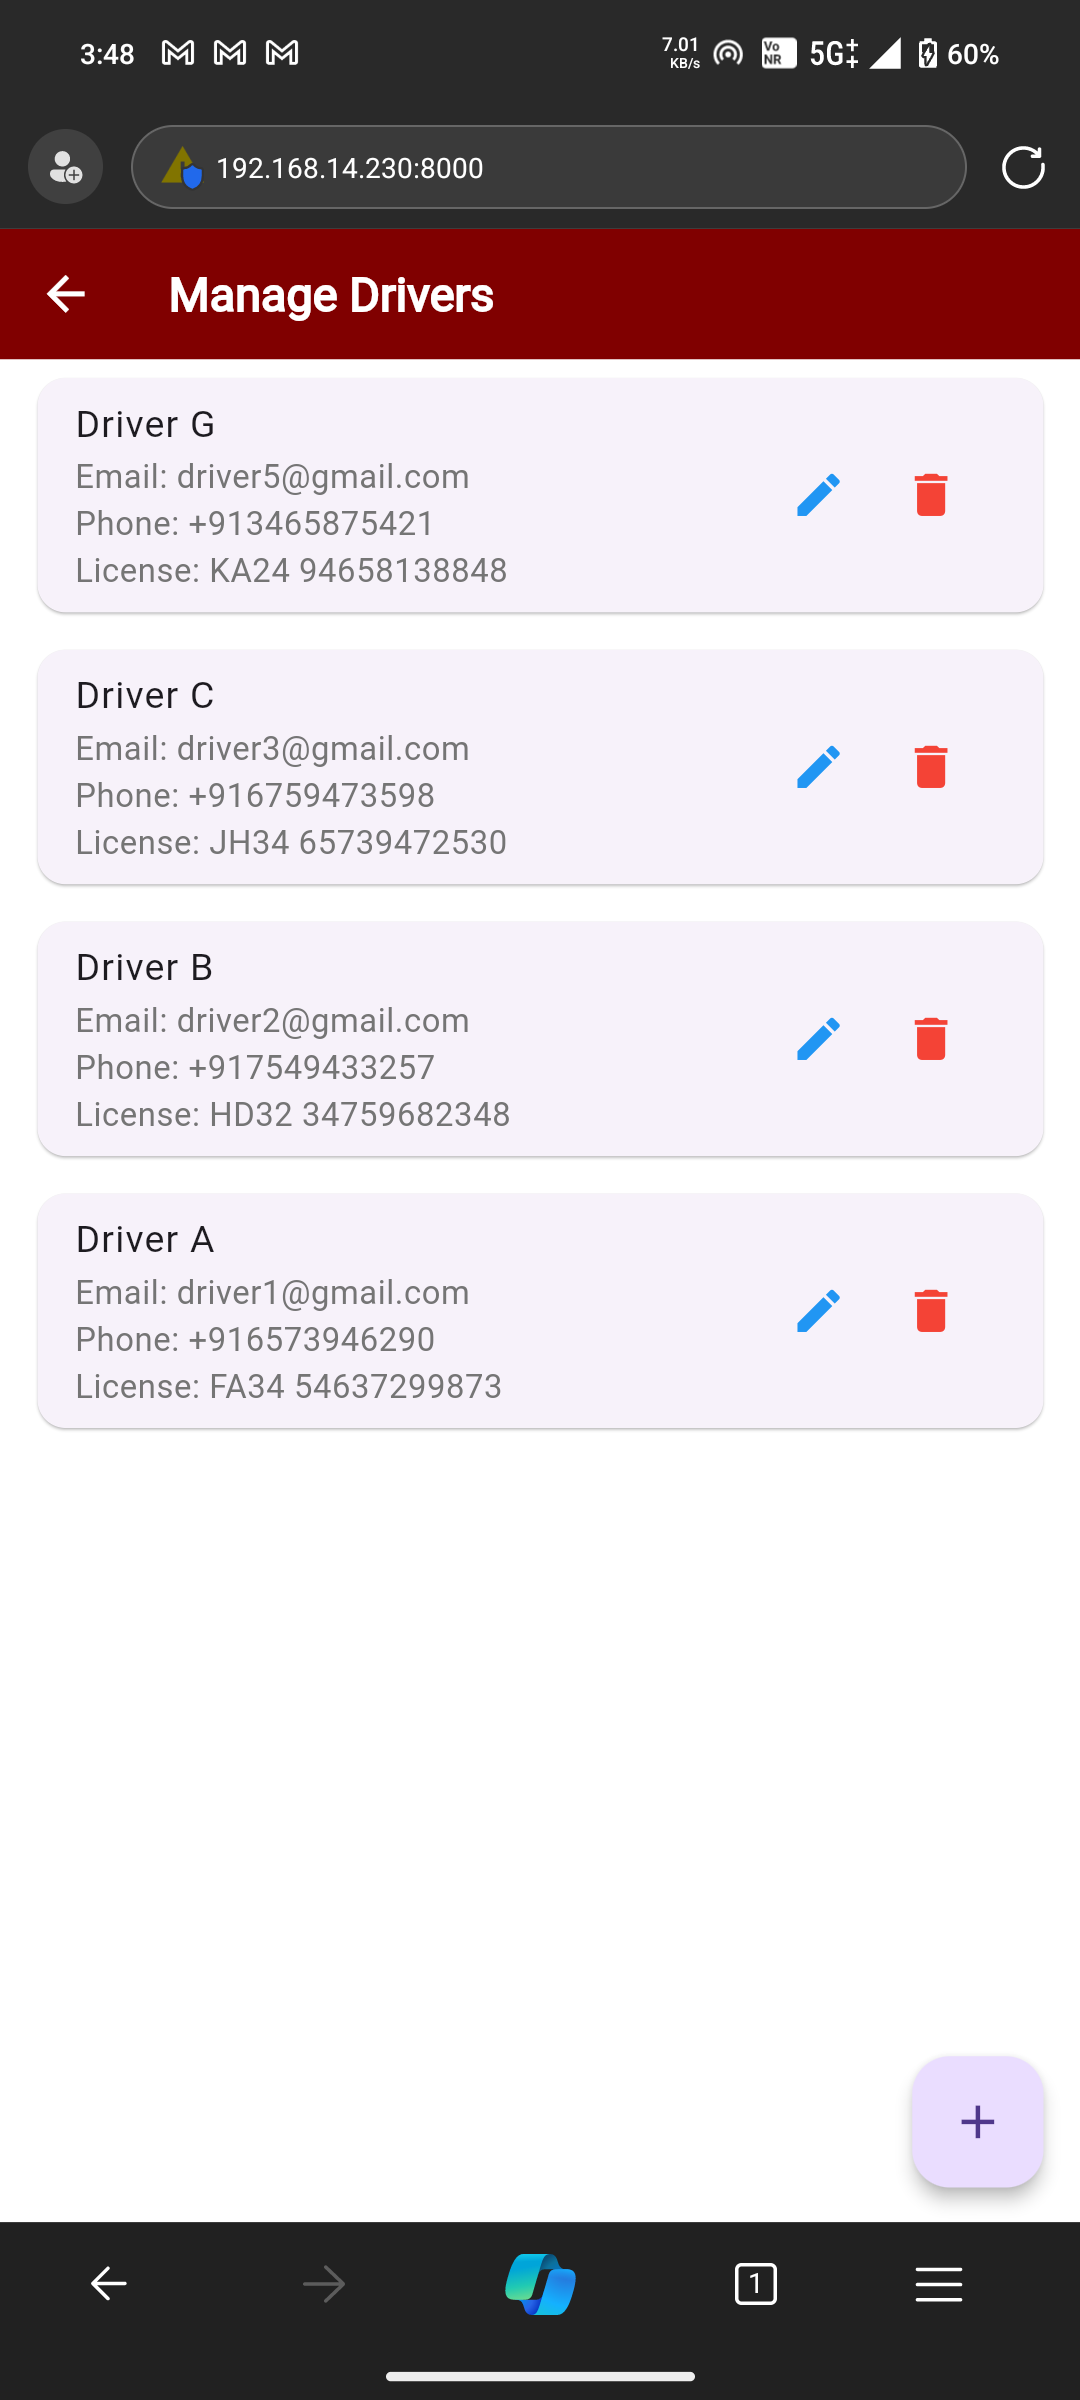 3:48
7.01
KB/s
Vo
NR
5G
60%
192.168.14.230:8000
Manage Drivers
Driver G
Email: driver5@gmail.com
Phone: +913465875421
License: KA24 94658138848
Driver C
Email: driver3@gmail.com
Phone: +916759473598
License: JH34 65739472530
Driver B
Email: driver2@gmail.com
Phone: +917549433257
License: HD32 34759682348
Driver A
Email: driver1@gmail.com
Phone: +916573946290
License: FA34 54637299873
1